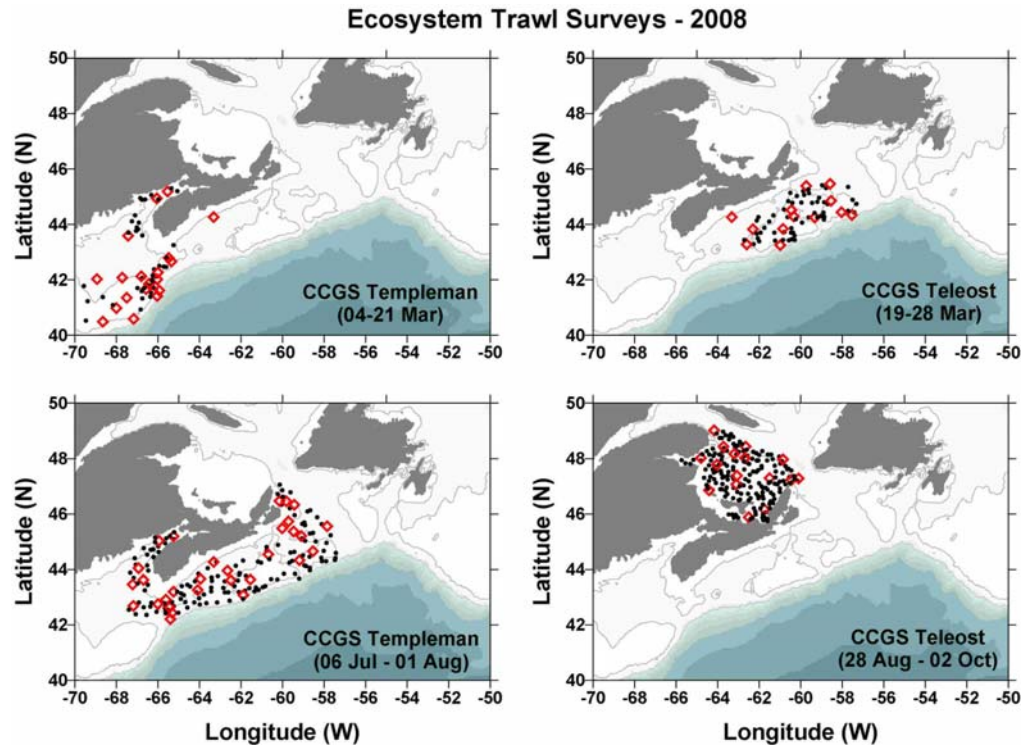 Ecosystem Trawl Surveys - 2008
50
48
46
44
42
40
Latitude (N)
-70 -68 -66 -64 -62 -60 -58 -56 -54 -52 -50
CCGS Templeman
(04-21 Mar)
50
48
46
44
42
40
Latitude (N)
-70 -68 -66 -64 -62 -60 -58 -56 -54 -52 -50
CCGS Teleost
(19-28 Mar)
50
48
46
44
42
40
Latitude (N)
-70 -68 -66 -64 -62 -60 -58 -56 -54 -52 -50
Longitude (W)
CCGS Templeman
(06 Jul - 01 Aug)
50
48
46
44
42
40
Latitude (N)
-70 -68 -66 -64 -62 -60 -58 -56 -54 -52 -50
Longitude (W)
CCGS Teleost
(28 Aug - 02 Oct)